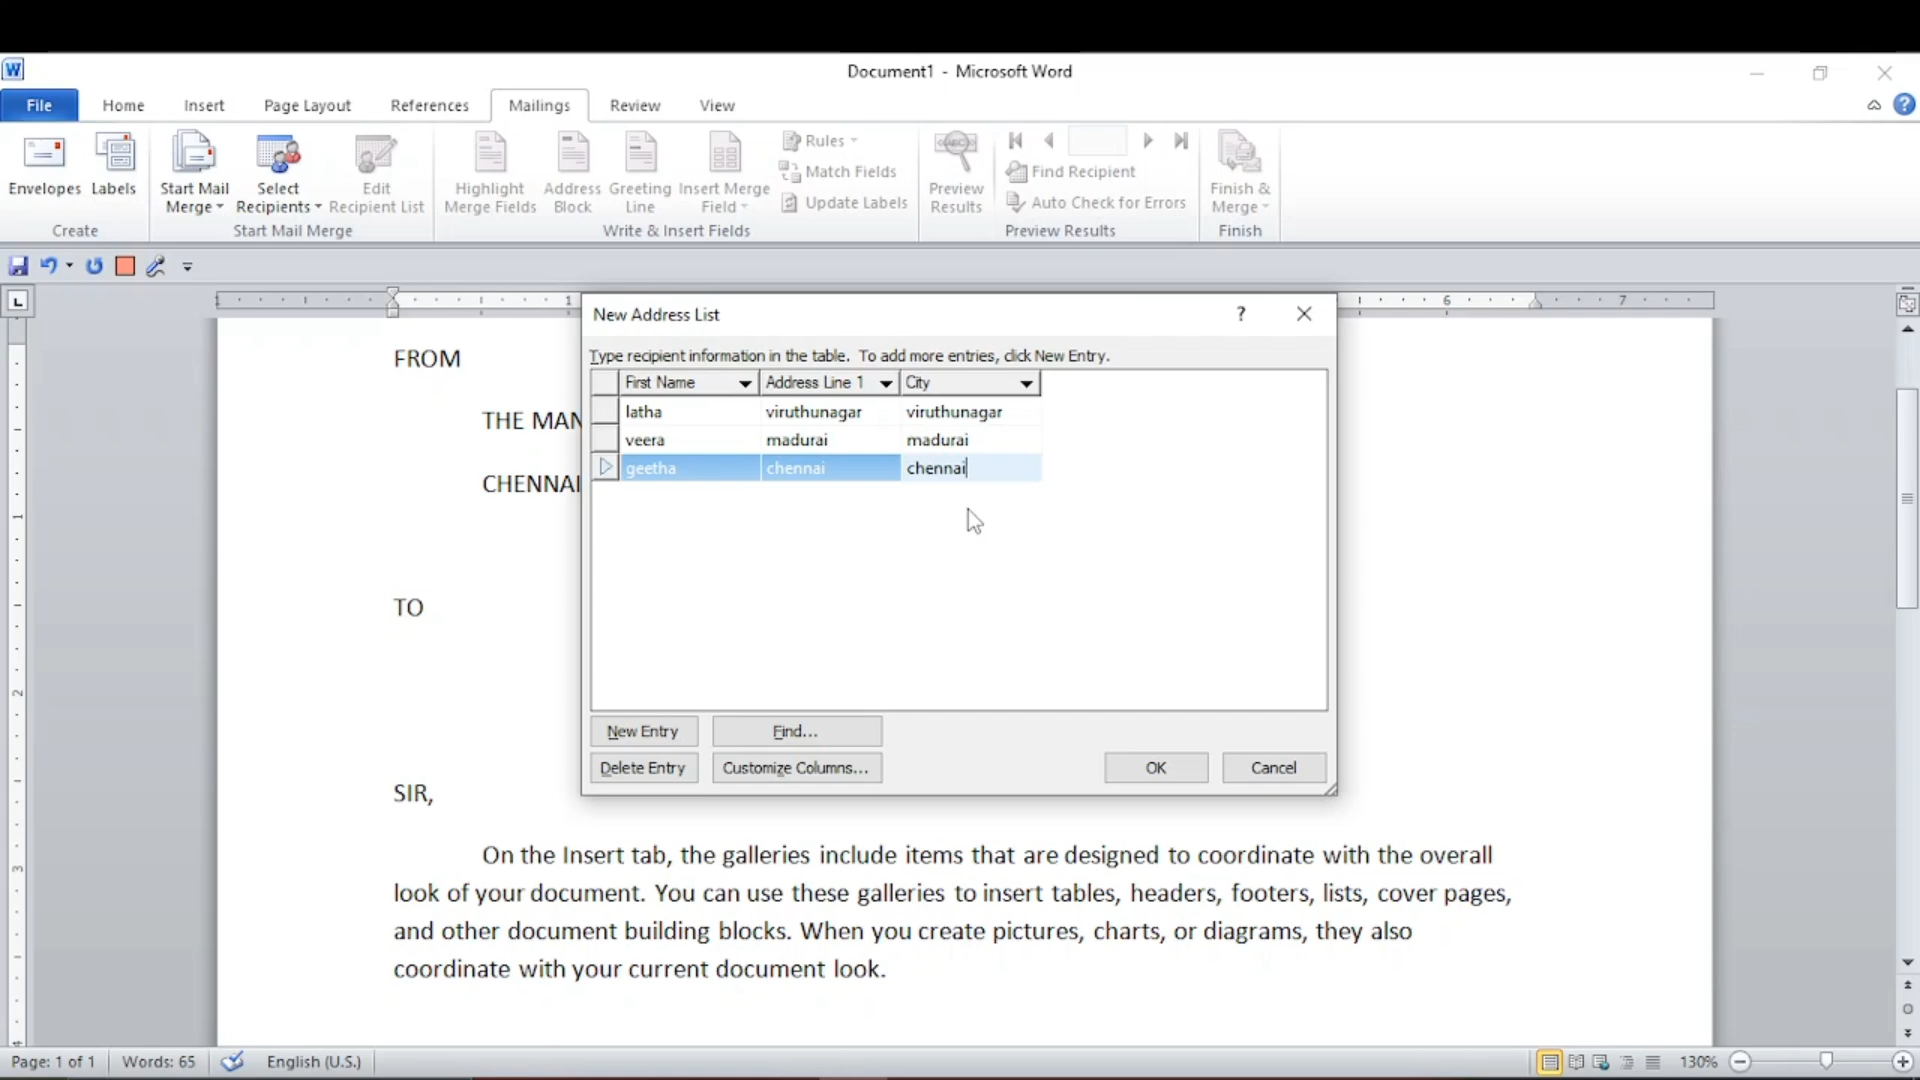 Document1 - Microsoft Word
File Home Insert Page Layout References Mailings Review View
Envelopes Labels Start Mail Merge Select Recipients Edit Recipient List Highlight Merge Fields Address Block Greeting Line Insert Merge Field Rules Match Fields Update Labels Preview Results Find Recipient Auto Check for Errors Finish & Merge
Create Start Mail Merge Write & Insert Fields Preview Results Finish
1 1 6 7
FROM
THE MAN
CHENNAI
TO
SIR,
New Address List
Type recipient information in the table. To add more entries, click New Entry.
First Name Address Line 1 City
latha viruthunagar viruthunagar
veera madurai madurai
geetha chennai chennai
New Entry Find...
Delete Entry Customize Columns... OK Cancel
On the Insert tab, the galleries include items that are designed to coordinate with the overall
look of your document. You can use these galleries to insert tables, headers, footers, lists, cover pages,
and other document building blocks. When you create pictures, charts, or diagrams, they also
coordinate with your current document look.
1
2
3
Page: 1 of 1 Words: 65 English (U.S.) 130%